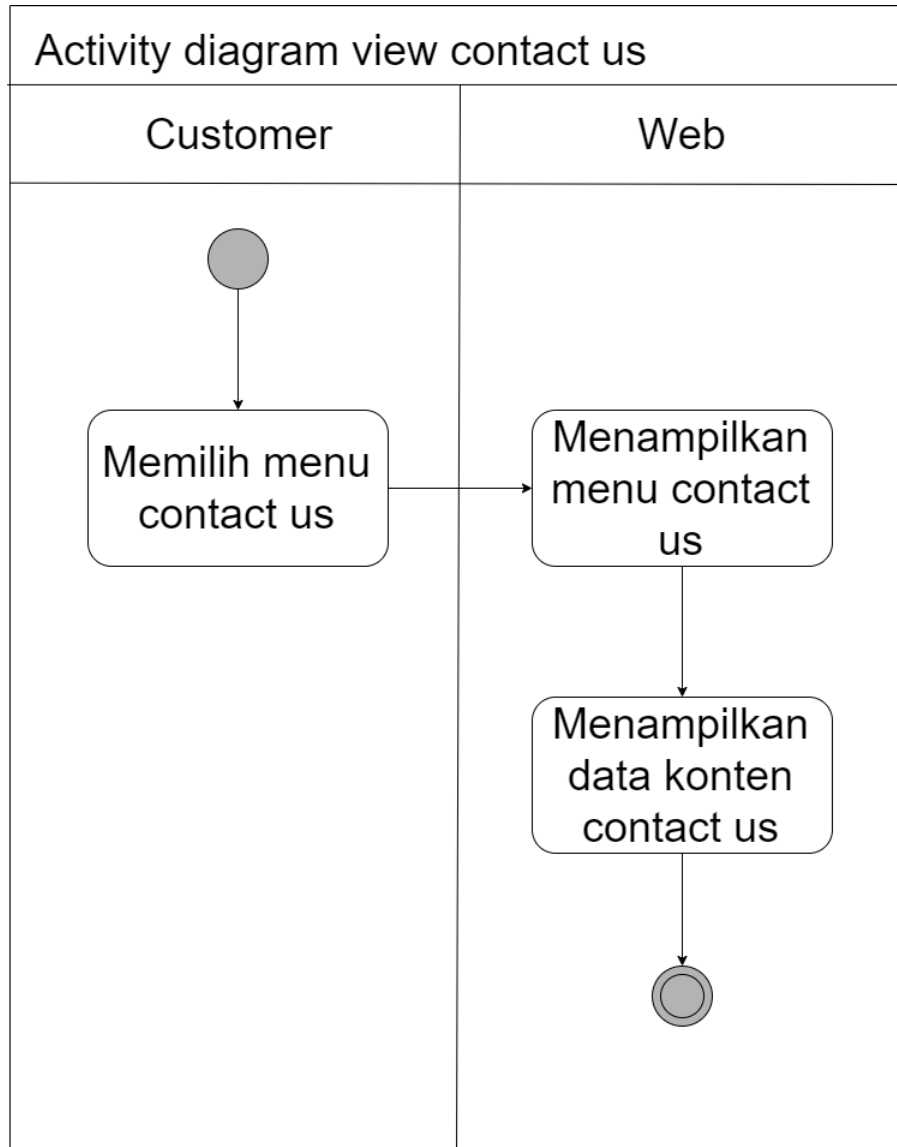 Activity diagram view contact us
Customer
Web
Memilih menu
contact us
Menampilkan
menu contact
us
Menampilkan
data konten
contact us